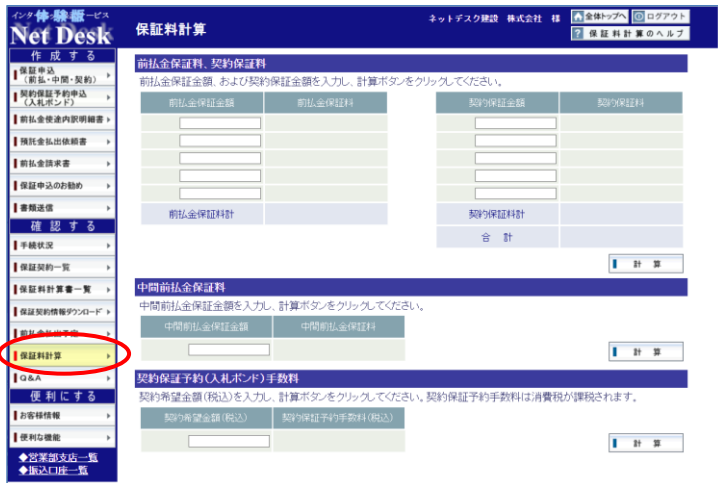 インタ体験版ービス
Net Desk
保証料計算
ネットデスク建設 株式会社 様
全体トップへ
ログアウト
? 保証料計算のヘルプ
作成する
保証申込
(前払・中間・契約)
契約保証予約申込
(入札ボンド)
前払金使途内訳明細書
預託金払出依頼書
前払金請求書
保証申込のお勧め
書類送信
確認する
手続状況
保証契約一覧
保証料計算書一覧
保証契約情報ダウンロード
前払金払出予定
保証料計算
Q&A
便利にする
お客様情報
便利な機能
◆営業部支店一覧
◆振込口座一覧
前払金保証料、契約保証料
前払金保証金額、および契約保証金額を入力し、計算ボタンをクリックしてください。
前払金保証金額 前払金保証料
前払金保証料計
契約保証金額 契約保証料
契約保証料計
合 計
計 算
中間前払金保証料
中間前払金保証金額を入力し、計算ボタンをクリックしてください。
中間前払金保証金額 中間前払金保証料
計 算
契約保証予約(入札ボンド)手数料
契約希望金額(税込)を入力し、計算ボタンをクリックしてください。契約保証予約手数料は消費税が課税されます。
契約希望金額(税込) 契約保証予約手数料(税込)
計 算